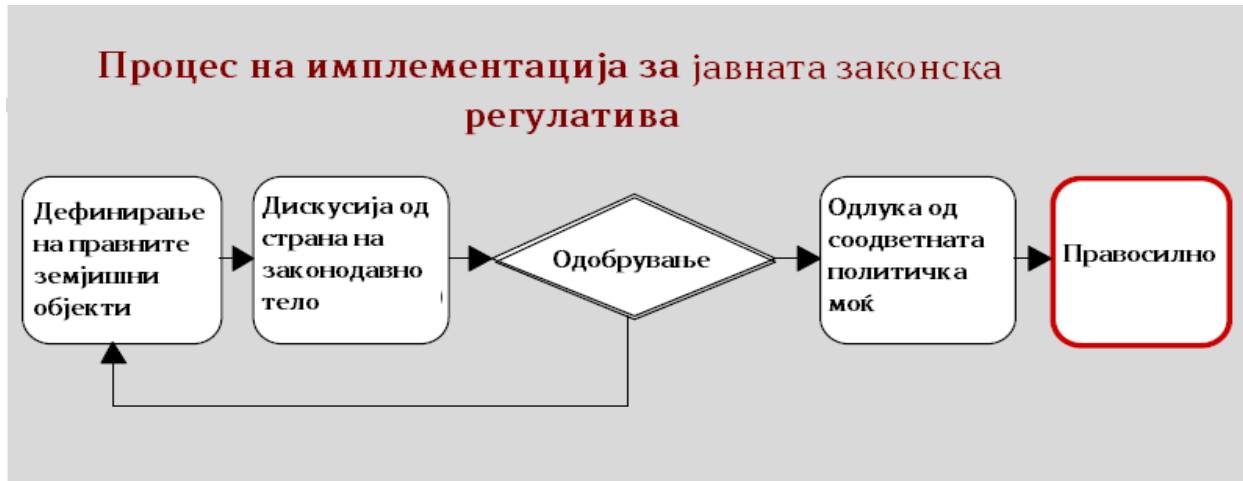 Процес на имплементација за јавната законска
регулатива
Дефинирање
на правните
земјишни
објекти
Дискусија од
страна на
законодавно
тело
Одобрување
Одлука од
соодветната
политичка
моќ
Правосилно